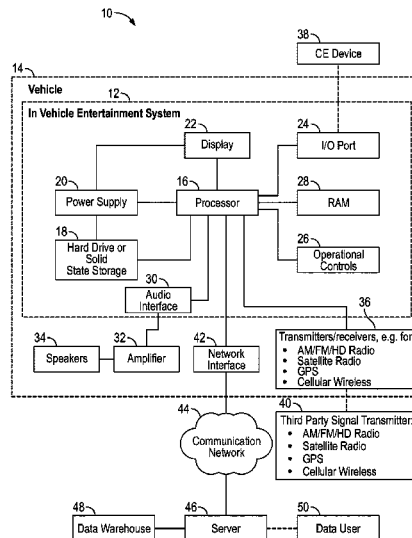 10
38
CE Device
14
Vehicle
12
In Vehicle Entertainment System
22
Display
24
I/O Port
20
Power Supply
16
Processor
28
RAM
18
Hard Drive or
Solid
State Storage
26
Operational
Controls
30
Audio
Interface
36
34
Speakers
32
Amplifier
42
Network
Interface
Transmitters/receivers, e.g. for
• AM/FM/HD Radio
• Satellite Radio
• GPS
• Cellular Wireless
44
Communication
Network
40
Third Party Signal Transmitter:
• AM/FM/HD Radio
• Satellite Radio
• GPS
• Cellular Wireless
48
Data Warehouse
46
Server
50
Data User